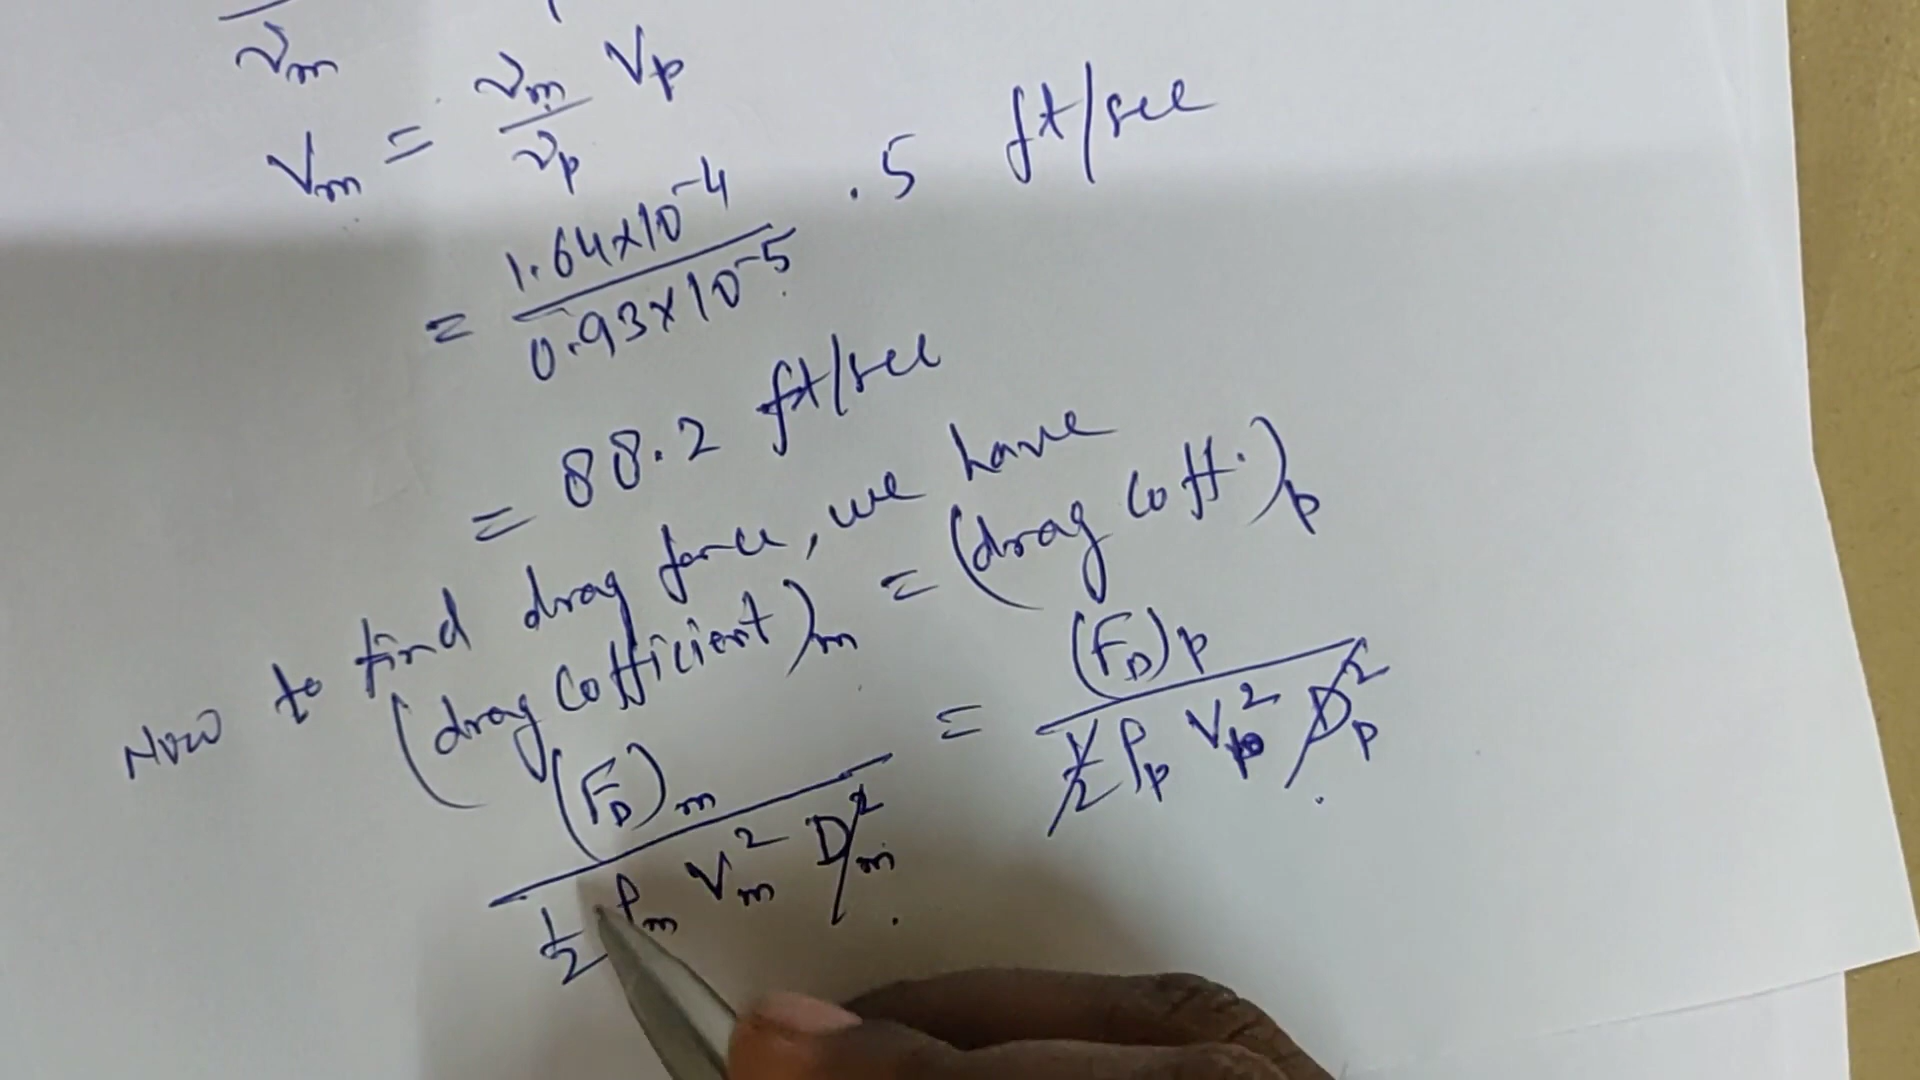 ν_m
V_m = ν_m/ν_p V_p
= 1.64×10^-4 / 0.93×10^-5 . 5 ft/sec
= 88.2 ft/sec
Now to find drag force, we have
(drag cofficient)_m = (drag coff.)_p
(F_D)_m / ½ ρ_m V_m^2 D_m^2 = (F_D)_p / ½ ρ_p V_p^2 D_p^2